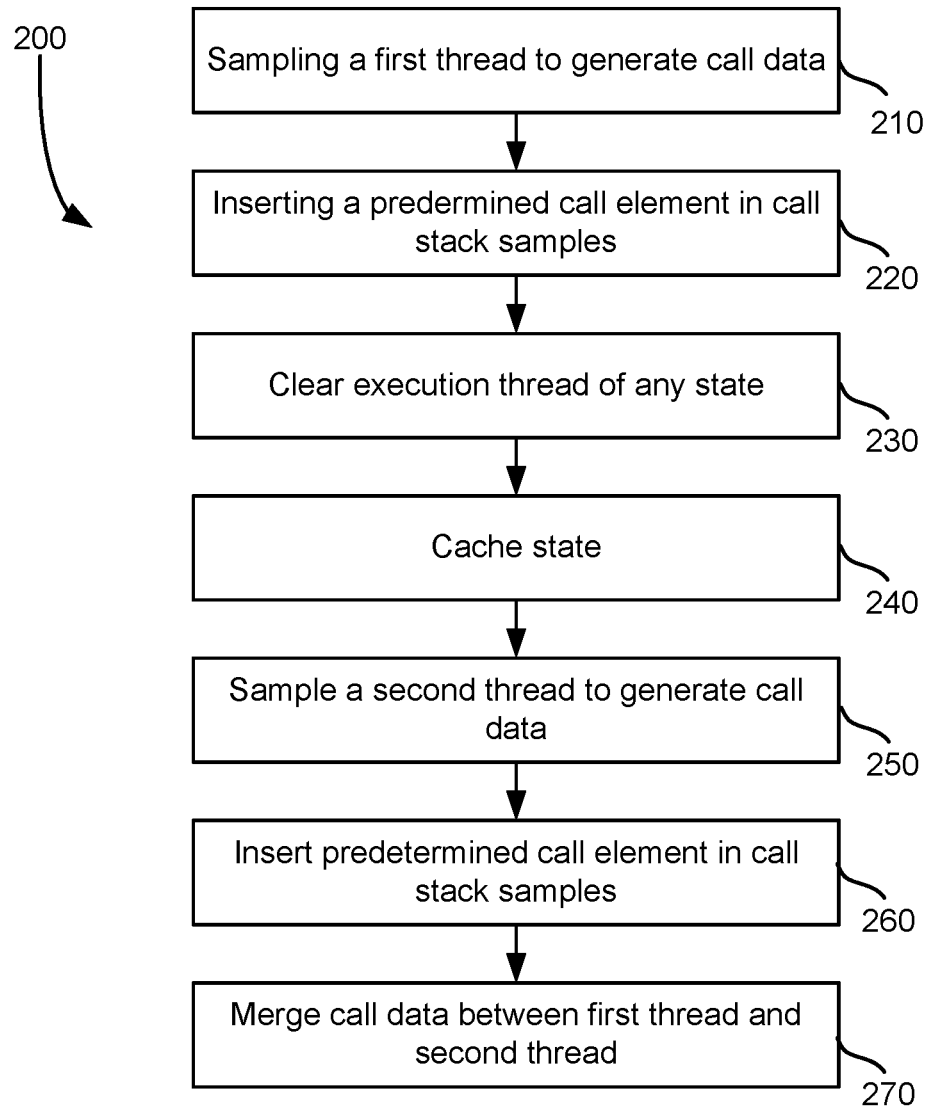 200
Sampling a first thread to generate call data
210
Inserting a predermined call element in call
stack samples
220
Clear execution thread of any state
230
Cache state
240
Sample a second thread to generate call
data
250
Insert predetermined call element in call
stack samples
260
Merge call data between first thread and
second thread
270